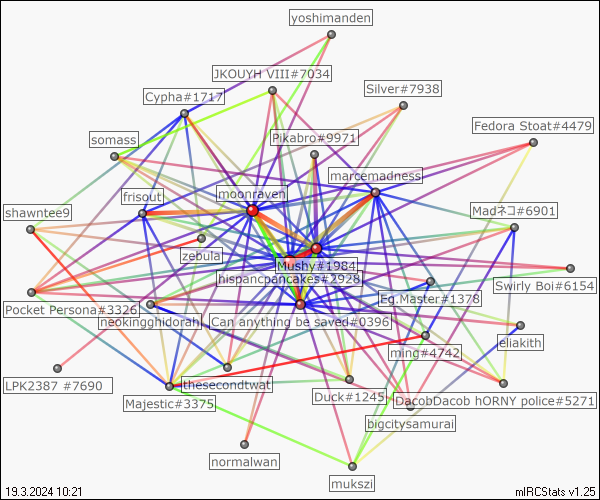 yoshimanden
JKOUYH VIII#7034
Silver#7938
Cypha#1717
Fedora Stoat#4479
Pikabro#9971
somass
marcemadness
moonraven
frisout
shawntee9
Madネコ#6901
zebula
Mushy#1984
hispancpancakes#2928
Swirly Boi#6154
Eg.Master#1378
Pocket Persona#3326
neokingghidorah
Can anything be saved#0396
eliakith
ming#4742
LPK2387 #7690
thesecondtwat
Duck#1245
DacobDacob hORNY police#5271
Majestic#3375
bigcitysamurai
normalwan
mukszi
19.3.2024 10:21
mIRCStats v1.25